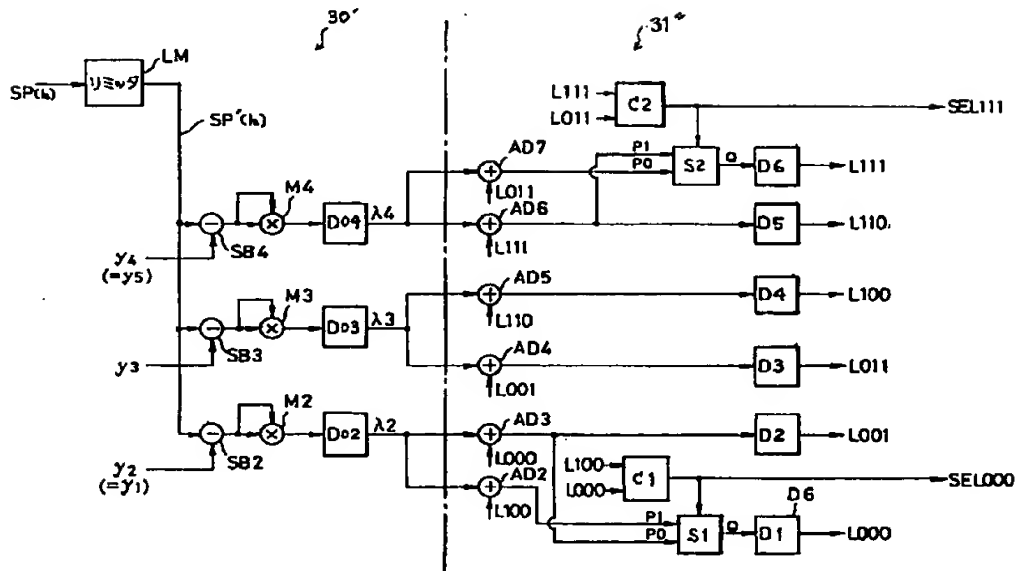 30'
31"
LM
SP(k)
リミッタ
SP'(k)
L111
L011
C2
SEL111
AD7
P1
P0
S2
Q
D6
L111
L011
M4
D04
λ4
AD6
D5
L110
SB4
L111
y4
(=y5)
AD5
D4
L100
M3
D03
λ3
L110
SB3
AD4
D3
L011
y3
L001
M2
D02
λ2
AD3
D2
L001
SB2
L000
AD2
L100
L000
C1
SEL000
y2
(=y1)
L100
D6
P1
P0
S1
Q
D1
L000